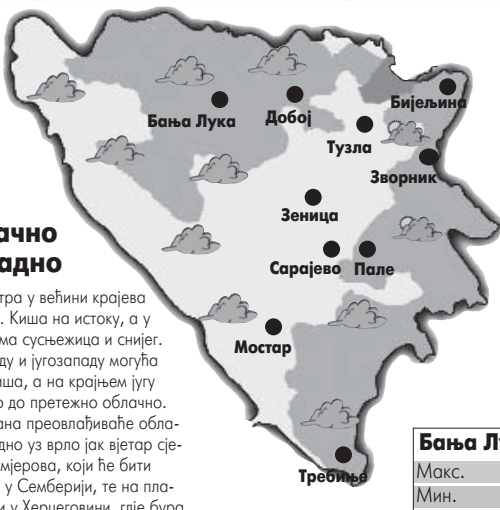 Бања Лука
Добој
Бијељина
Тузла
Зворник
Зеница
Сарајево Пале
Мостар
Требиње
ачно
адно
тра у већини крајева
. Киша на истоку, а у
ма сусњежица и снијег.
ду и југозападу могућа
иша, а на крајњем југу
о до претежно облачно.
ана преовлађиваће обла-
дно уз врло јак вјетар сје-
мјерова, који ће бити
у Семберији, те на пла-
и у Херцеговини, гдје бура
Бања Лу
Макс.
Мин.